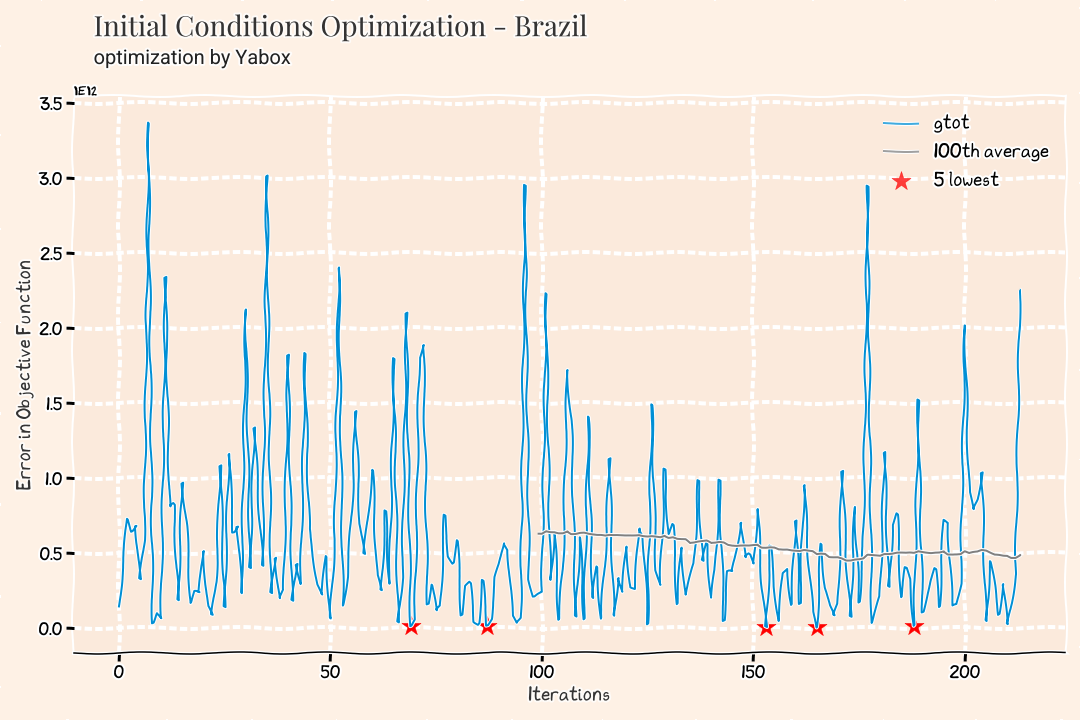 Initial Conditions Optimization - Brazil
optimization by Yabox
1E12
3.5
3.0
2.5
2.0
1.5
1.0
0.5
0.0
Error in Objective Function
gtot
100th average
5 lowest
0 50 100 150 200
Iterations